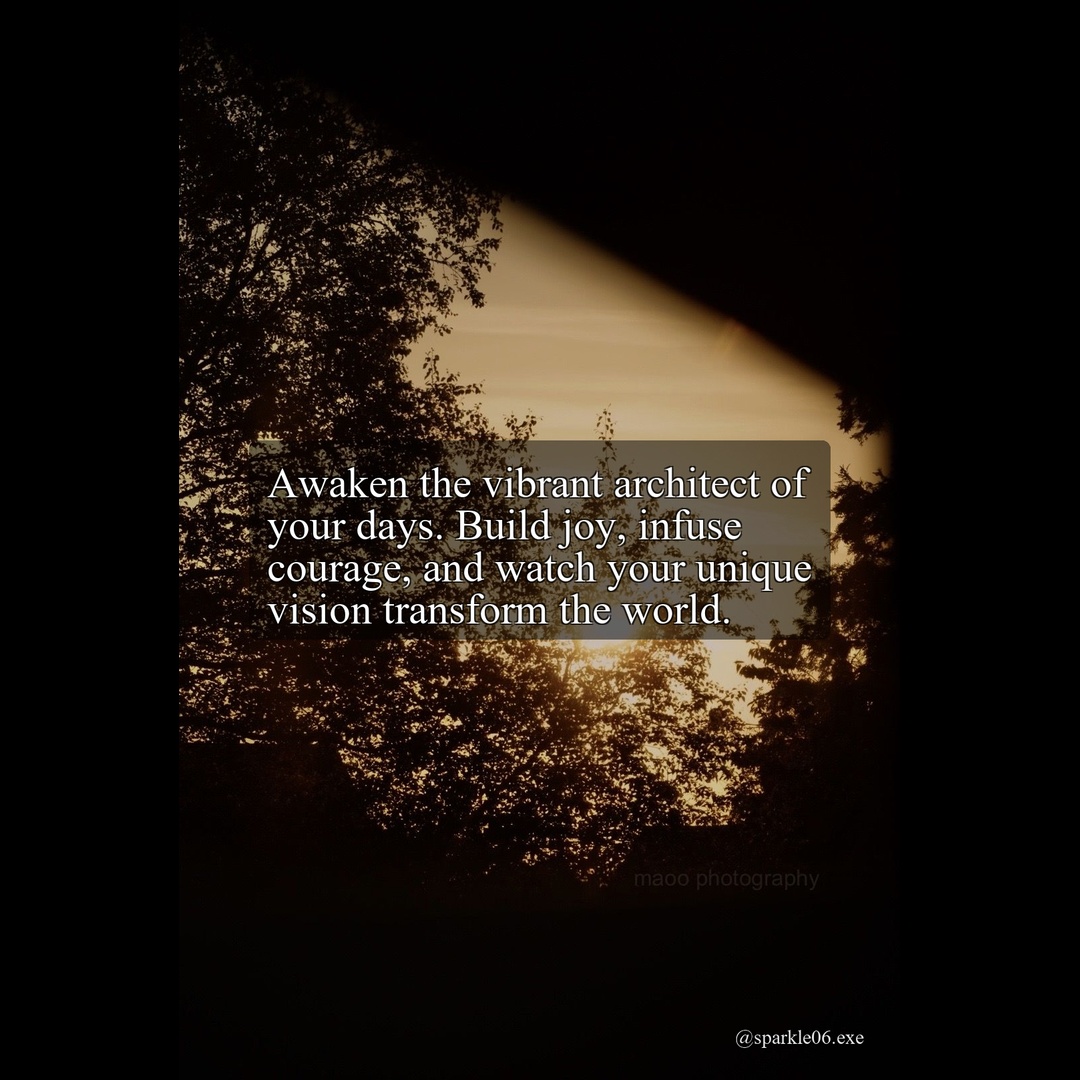 Awaken the vibrant architect of
your days. Build joy, infuse
courage, and watch your unique
vision transform the world.
maoo photography
@sparkle06.exe